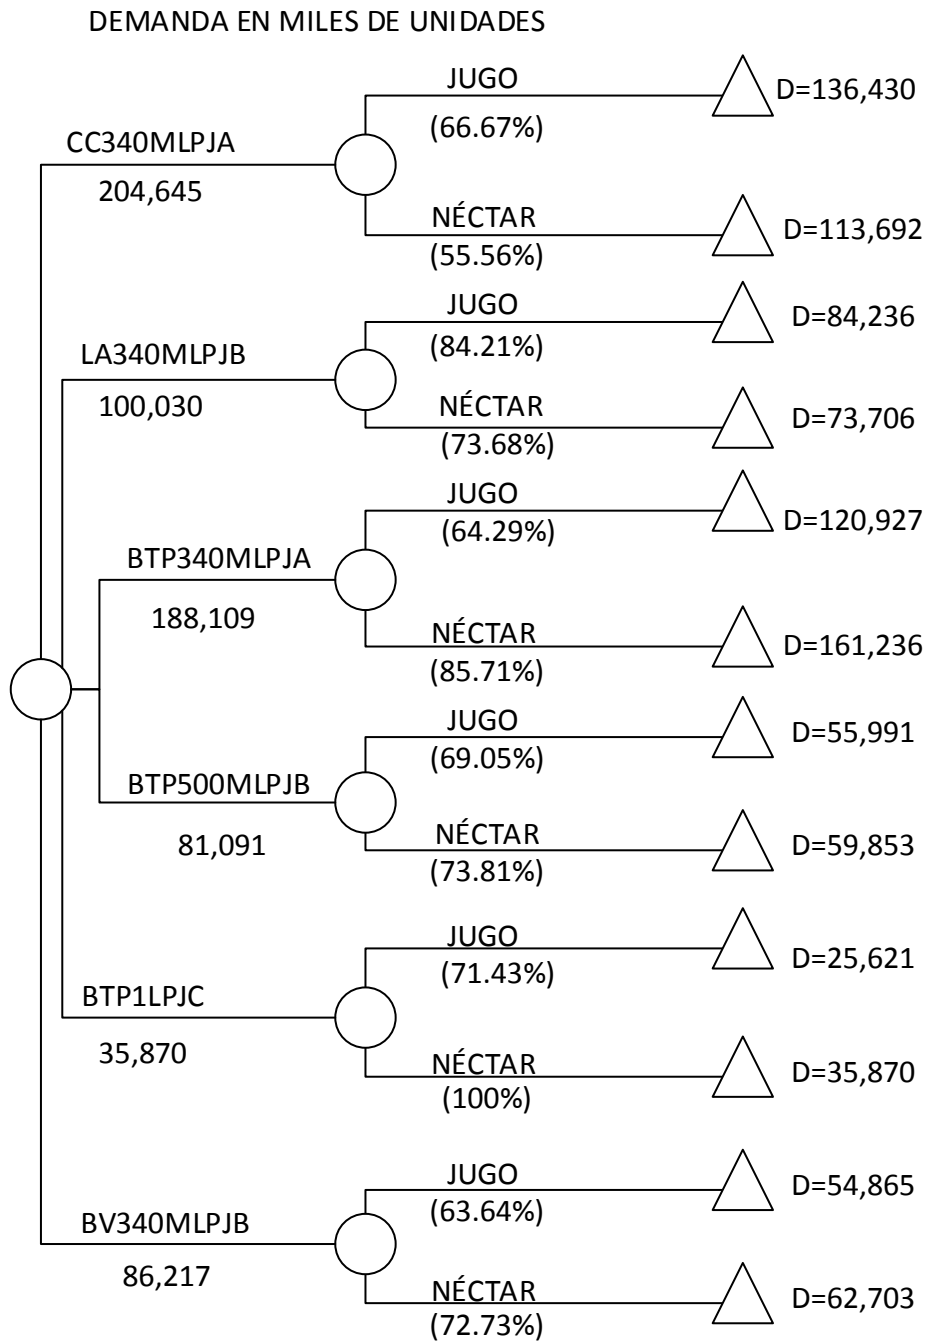 DEMANDA EN MILES DE UNIDADES
JUGO
(66.67%)
D=136,430
CC340MLPJA
204,645
NÉCTAR
(55.56%)
D=113,692
JUGO
(84.21%)
D=84,236
LA340MLPJB
100,030
NÉCTAR
(73.68%)
D=73,706
JUGO
(64.29%)
D=120,927
BTP340MLPJA
188,109
NÉCTAR
(85.71%)
D=161,236
JUGO
(69.05%)
D=55,991
BTP500MLPJB
81,091
NÉCTAR
(73.81%)
D=59,853
JUGO
(71.43%)
D=25,621
BTP1LPJC
35,870
NÉCTAR
(100%)
D=35,870
JUGO
(63.64%)
D=54,865
BV340MLPJB
86,217
NÉCTAR
(72.73%)
D=62,703